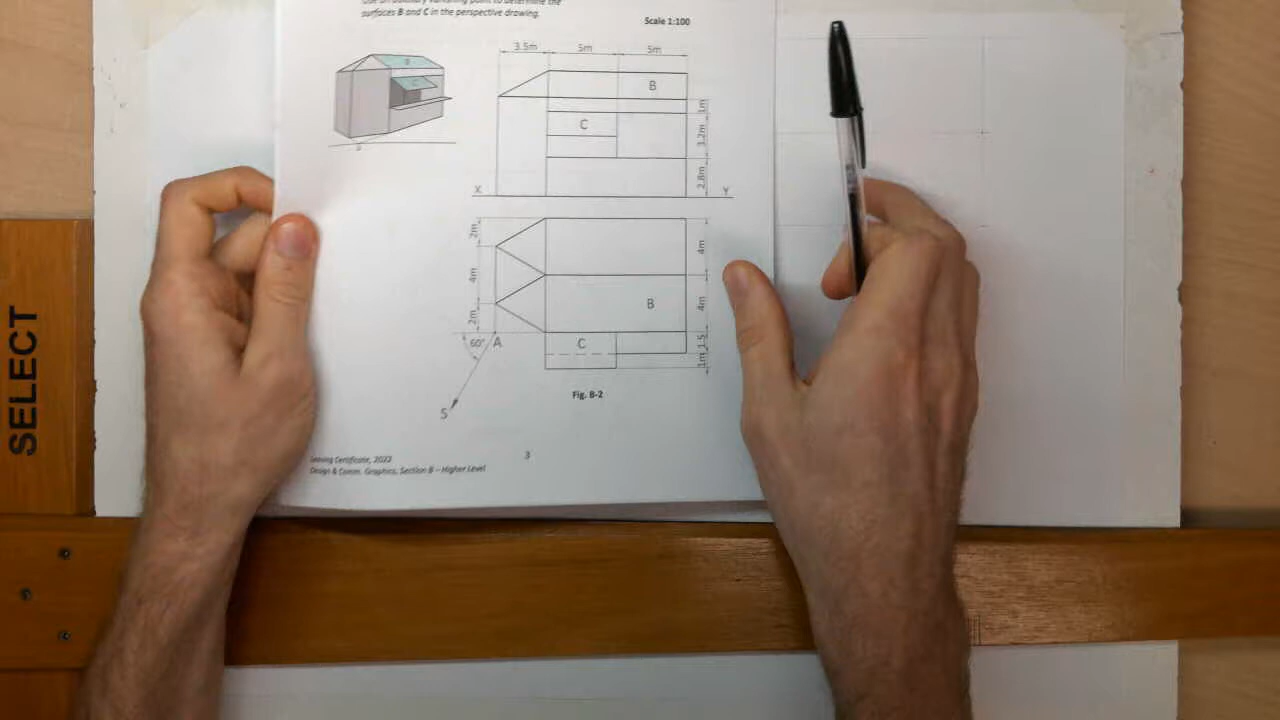 surfaces B and C in the perspective drawing.
Scale 1:100
3.5m 5m 5m
B
C
B
C
1m
3.2m
2.8m
X Y
2m
4m
2m
4m
4m
1.5
1m
B
60° A
C
S
Fig. B-2
3
Leaving Certificate, 2022
Design & Comm. Graphics, Section B – Higher Level
SELECT